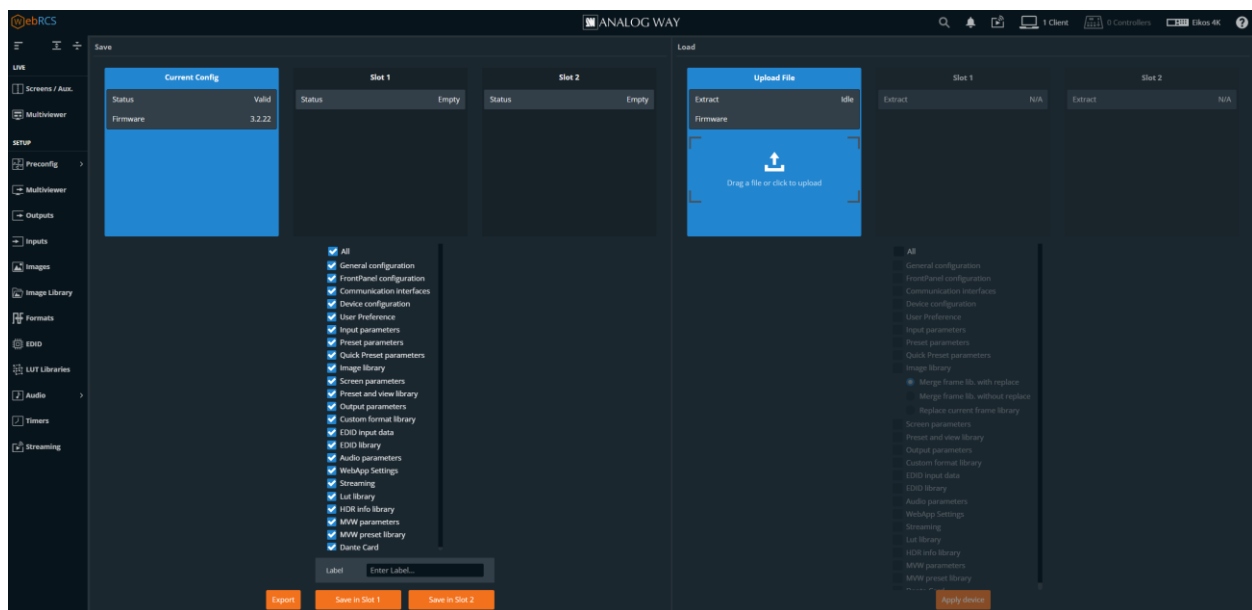 WebRCS
ANALOG WAY
1 Client
0 Controllers
Eikos 4K
LIVE
Screens / Aux.
Multiviewer
SETUP
Preconfig
Multiviewer
Outputs
Inputs
Images
Image Library
Formats
EDID
LUT Libraries
Audio
Timers
Streaming
Save
Current Config
Status Valid
Firmware 3.2.22
Slot 1
Status Empty
Slot 2
Status Empty
All
General configuration
FrontPanel configuration
Communication interfaces
Device configuration
User Preference
Input parameters
Preset parameters
Quick Preset parameters
Image library
Screen parameters
Preset and view library
Output parameters
Custom format library
EDID input data
EDID library
Audio parameters
WebApp Settings
Streaming
Lut library
HDR info library
MVW parameters
MVW preset library
Dante Card
Label Enter Label...
Export Save in Slot 1 Save in Slot 2
Load
Upload File
Extract Idle
Firmware
Drag a file or click to upload
Slot 1
Extract N/A
Slot 2
Extract N/A
All
General configuration
FrontPanel configuration
Communication interfaces
Device configuration
User Preference
Input parameters
Preset parameters
Quick Preset parameters
Image library
Merge frame lib. with replace
Merge frame lib. without replace
Replace current frame library
Screen parameters
Preset and view library
Output parameters
Custom format library
EDID input data
EDID library
Audio parameters
WebApp Settings
Streaming
Lut library
HDR info library
MVW parameters
MVW preset library
Apply device